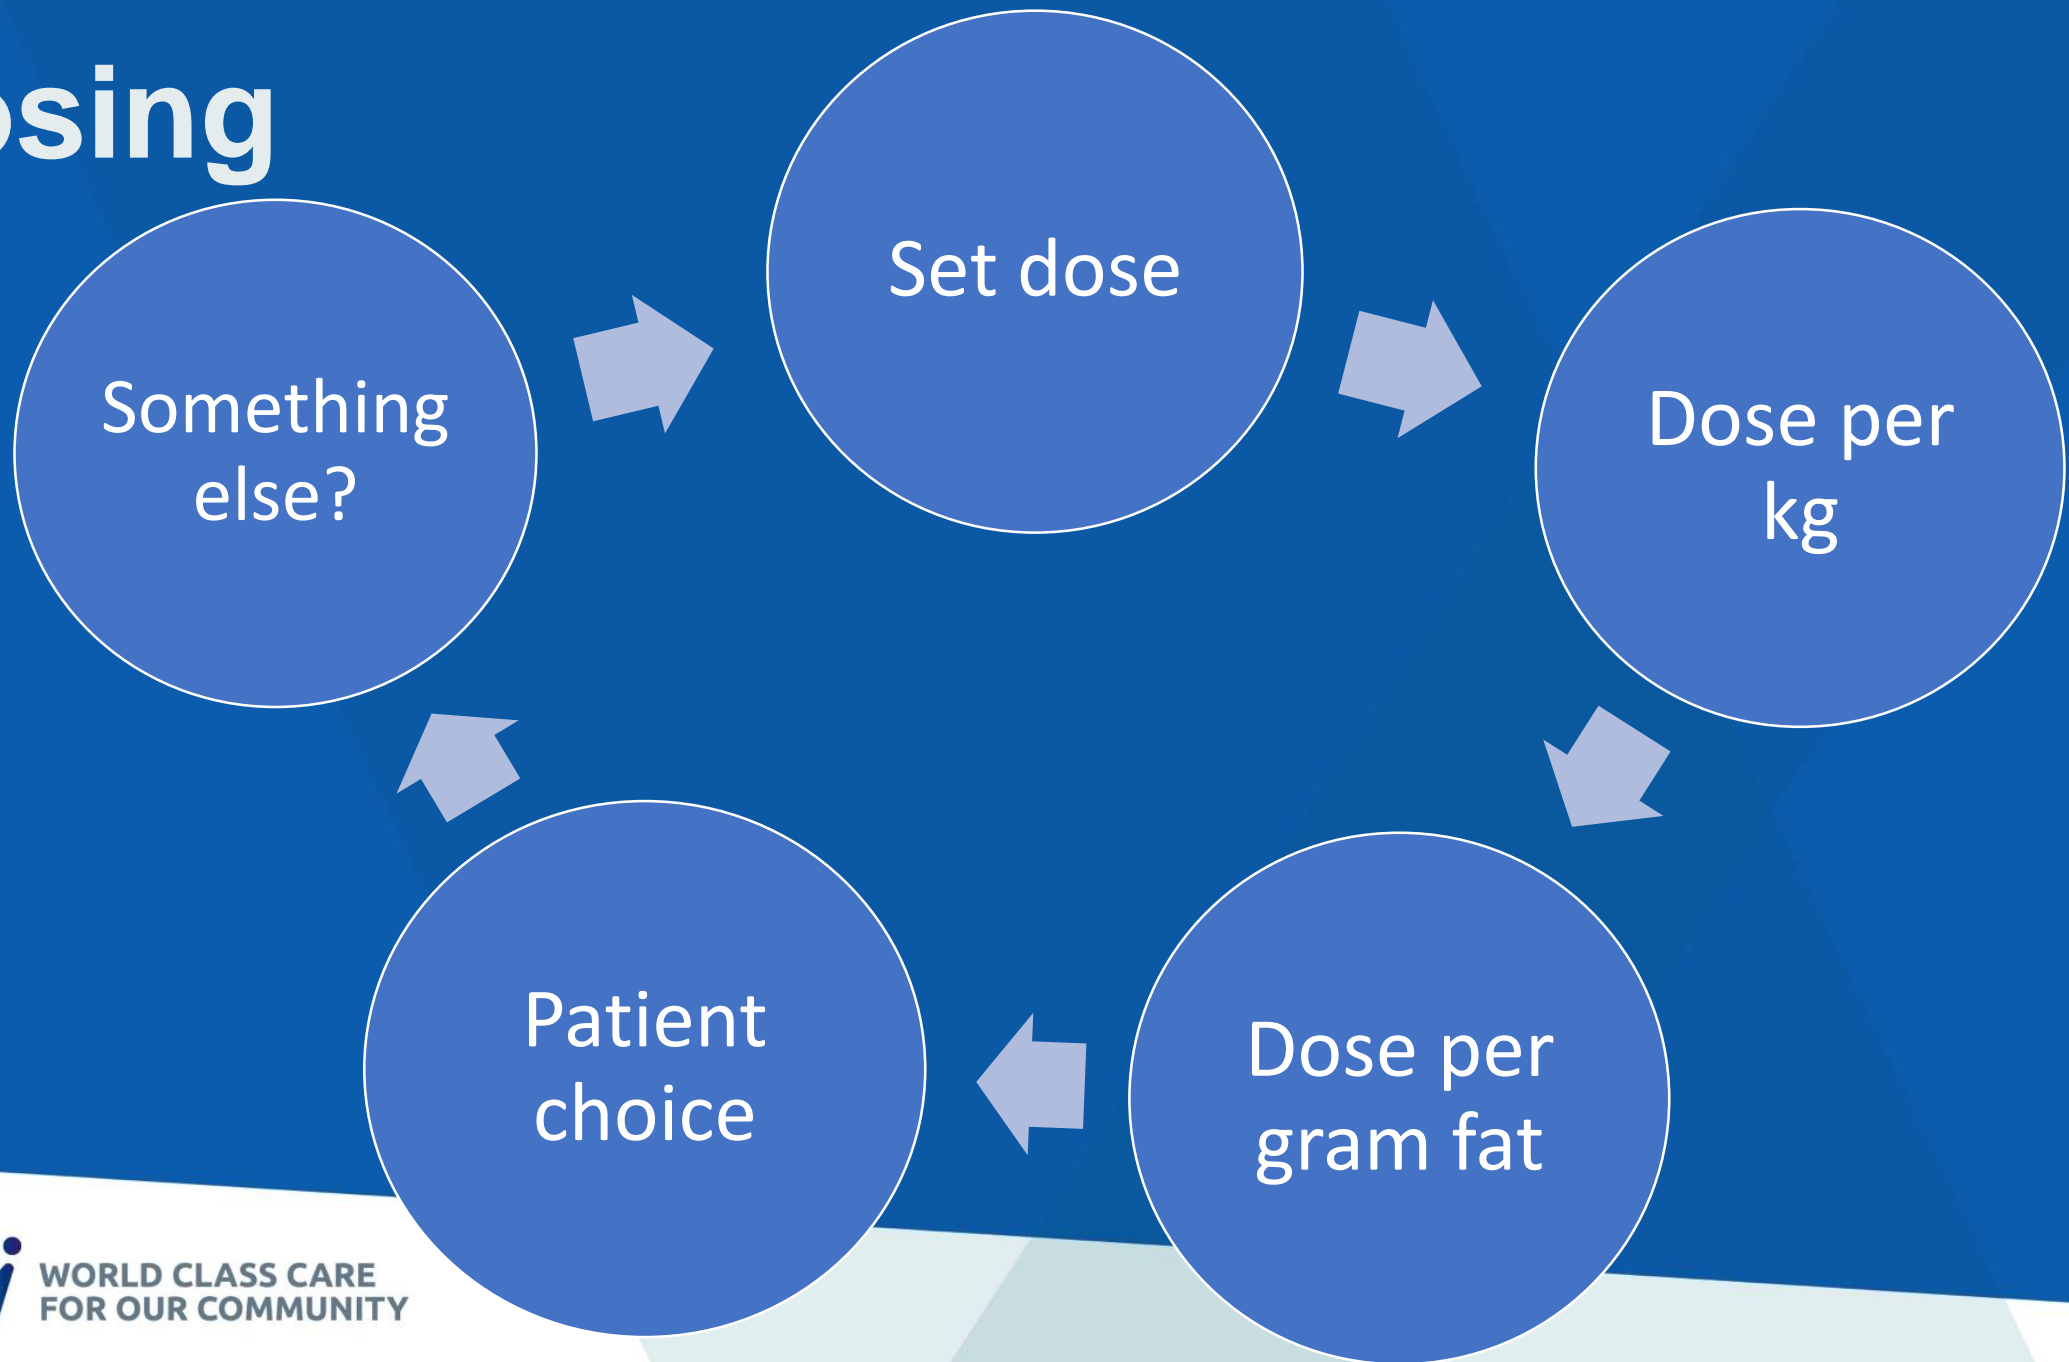 osing
Set dose
Something
else?
Dose per
kg
Patient
choice
Dose per
gram fat
WORLD CLASS CARE
FOR OUR COMMUNITY